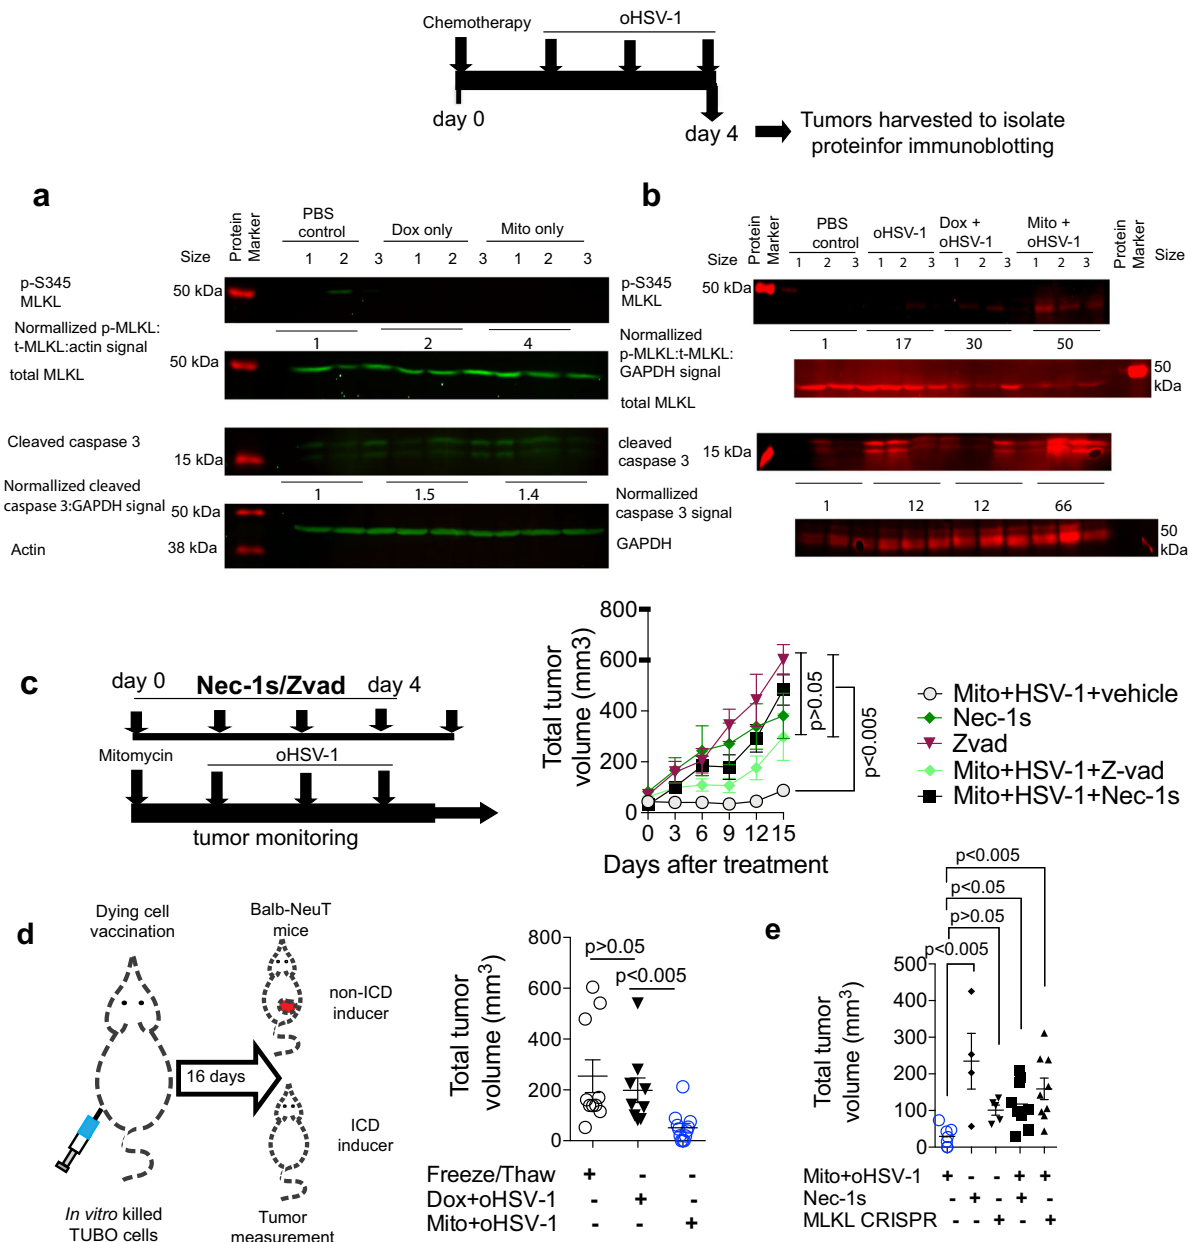 Chemotherapy
oHSV-1
day 0
day 4
Tumors harvested to isolate
proteinfor immunoblotting
a
Size
Protein
Marker
PBS
control
Dox only
Mito only
1 2 3 1 2 3 1 2 3
p-S345
MLKL
50 kDa
Normallized p-MLKL:
t-MLKL:actin signal
1 2 4
total MLKL
50 kDa
Cleaved caspase 3
15 kDa
Normallized cleaved
caspase 3:GAPDH signal
1 1.5 1.4
50 kDa
Actin
38 kDa
b
Size
Protein
Marker
PBS
control
oHSV-1
Dox +
oHSV-1
Mito +
oHSV-1
Protein
Marker
Size
1 2 3 1 2 3 1 2 3 1 2 3
p-S345
MLKL
50 kDa
Normallized
p-MLKL:t-MLKL:
GAPDH signal
1 17 30 50
total MLKL
50
kDa
cleaved
caspase 3
15 kDa
Normallized
caspase 3 signal
1 12 12 66
GAPDH
50
kDa
c
day 0
Nec-1s/Zvad
day 4
Mitomycin
oHSV-1
tumor monitoring
Total tumor
volume (mm3)
800
600
400
200
0
0 3 6 9 12 15
Days after treatment
p>0.05
p<0.005
Mito+HSV-1+vehicle
Nec-1s
Zvad
Mito+HSV-1+Z-vad
Mito+HSV-1+Nec-1s
d
Dying cell
vaccination
Balb-NeuT
mice
non-ICD
inducer
16 days
ICD
inducer
In vitro killed
TUBO cells
Tumor
measurement
Total tumor
volume (mm³)
800
600
400
200
0
p>0.05
p<0.005
Freeze/Thaw + - -
Dox+oHSV-1 - + -
Mito+oHSV-1 - - +
e
p<0.005
p<0.05
p>0.05
p<0.005
Total tumor
volume (mm³)
500
400
300
200
100
0
Mito+oHSV-1 + - - + +
Nec-1s - + - + -
MLKL CRISPR - - + - +